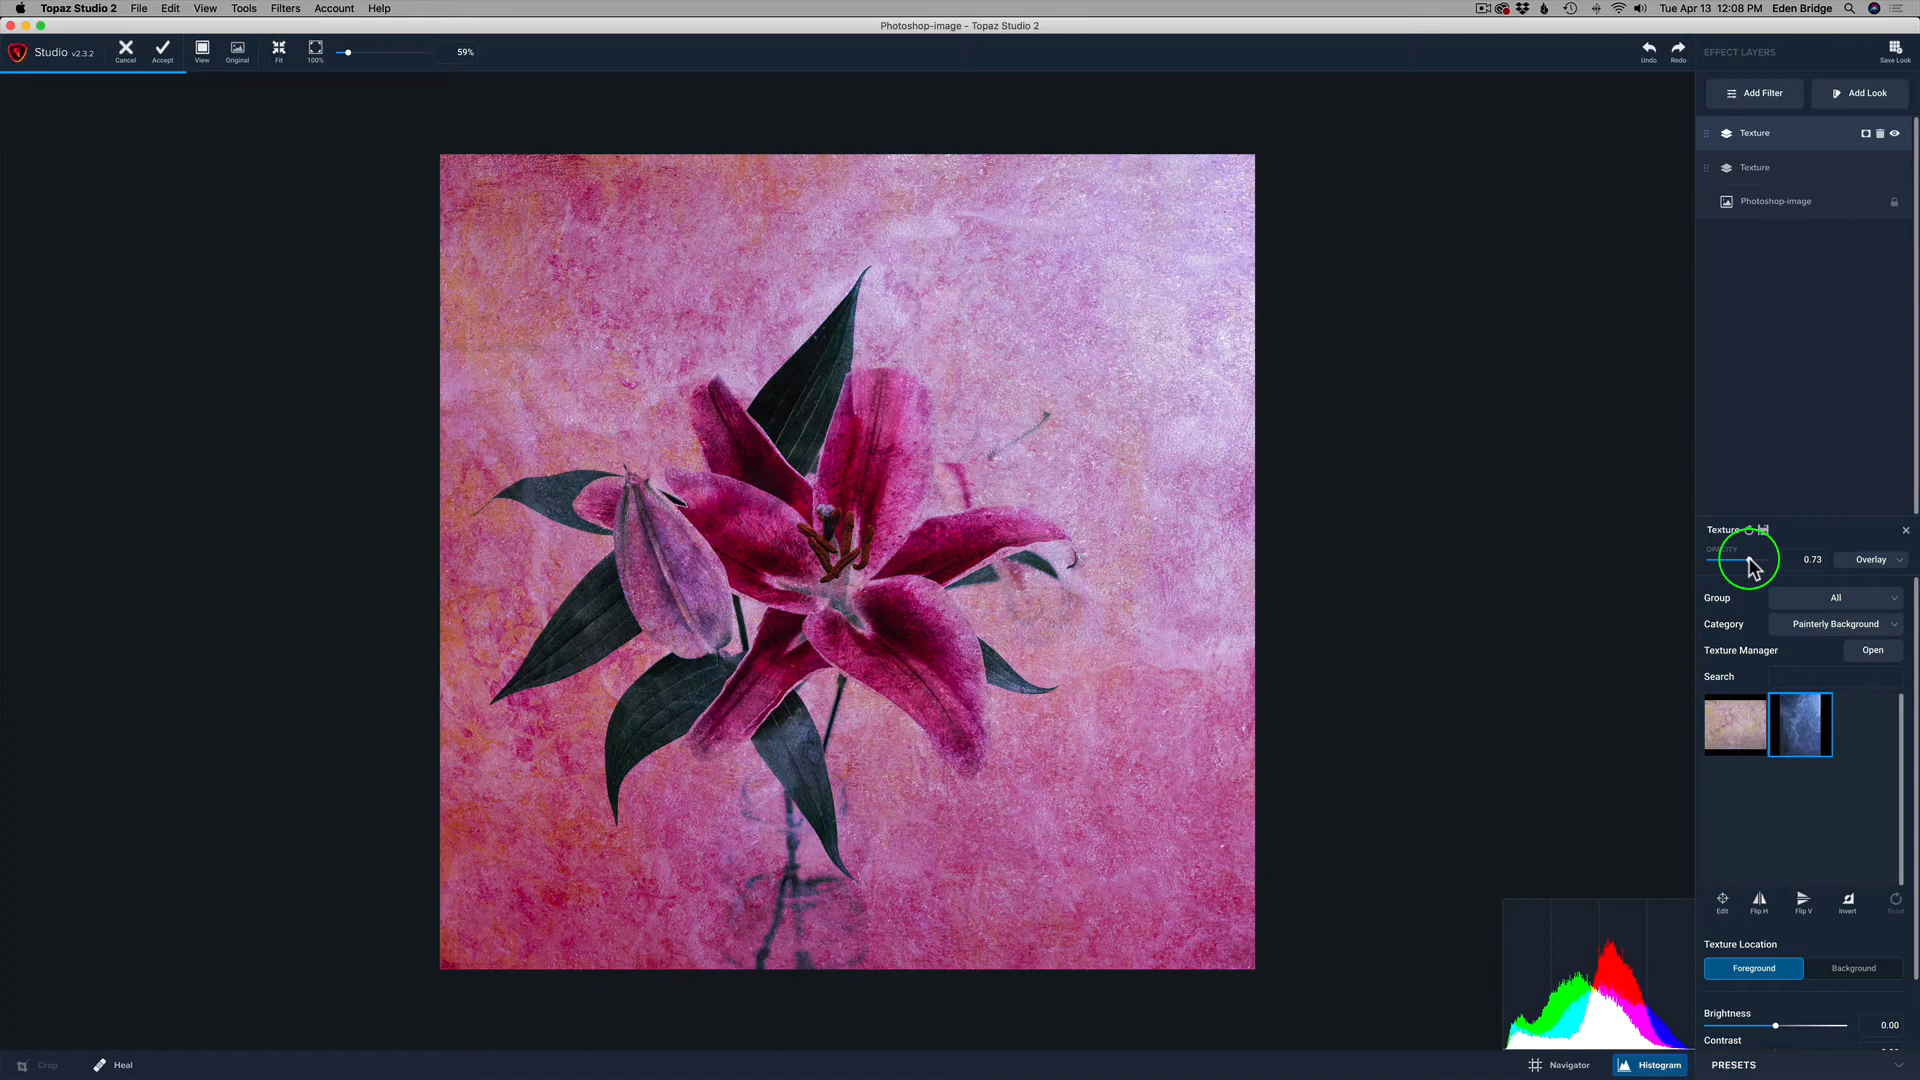 Topaz Studio 2 File Edit View Tools Filters Account Help Tue Apr 13 12:08 PM Eden Bridge
Photoshop-image - Topaz Studio 2
Studio v2.3.2 Cancel Accept View Original Fit 100% 59% Undo Redo EFFECT LAYERS Save Look
Add Filter Add Look
Texture
Texture
Photoshop-image
Texture
OPACITY
0.73 Overlay
Group All
Category Painterly Background
Texture Manager Open
Search
Edit Flip H Flip V Invert Reset
Texture Location
Foreground Background
Brightness
0.00
Contrast
Crop Heal Navigator Histogram PRESETS